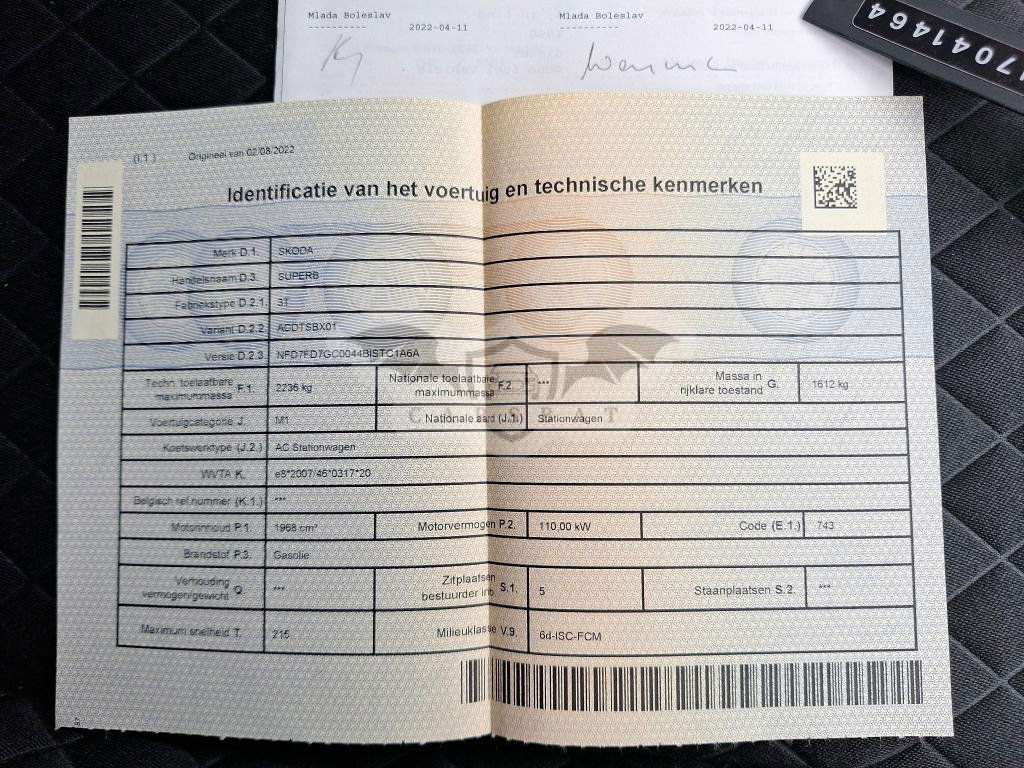 Mlada Boleslav Mlada Boleslav
---------- 2022-04-11 ---------- 2022-04-11
7041464
(I.1.) Origineel van 02/08/2022
Identificatie van het voertuig en technische kenmerken
Merk D.1. SKODA
Handelsnaam D.3. SUPERB
Fabriekstype D.2.1. 3T
Variant D.2.2. ACDTSBX01
Versie D.2.3. NFD7FD7GC0044BISTC1A6A
Techn. toelaatbare maximummassa F.1. 2236 kg Nationale toelaatbare maximummassa F.2. *** Massa in rijklare toestand G. 1612 kg
Voertuigcategorie J. M1 Nationale aard (J.1.) Stationwagen
Koetswerktype (J.2.) AC Stationwagen
WVTA K. e8*2007/46*0317*20
Belgisch ref.nummer (K.1.) ***
Motorinhoud P.1. 1968 cm³ Motorvermogen P.2. 110,00 kW Code (E.1.) 743
Brandstof P.3. Gasolie
Verhouding vermogen/gewicht Q. *** Zitplaatsen bestuurder inb S.1. 5 Staanplaatsen S.2. ***
Maximum snelheid T. 215 Milieuklasse V.9. 6d-ISC-FCM